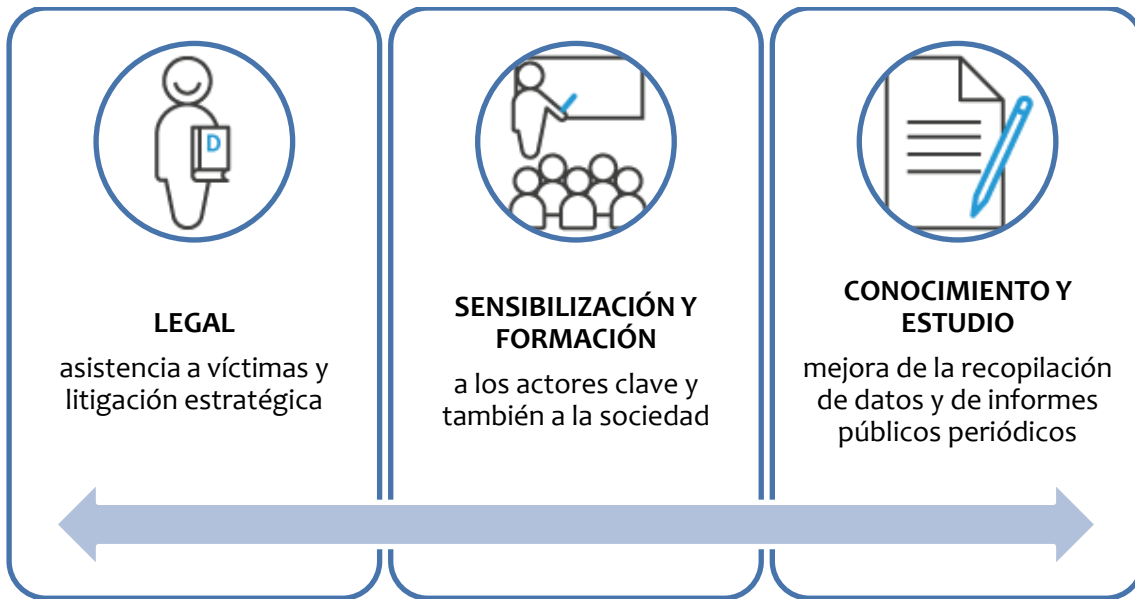 D
LEGAL
asistencia a víctimas y
litigación estratégica
SENSIBILIZACIÓN Y
FORMACIÓN
a los actores clave y
también a la sociedad
CONOCIMIENTO Y
ESTUDIO
mejora de la recopilación
de datos y de informes
públicos periódicos